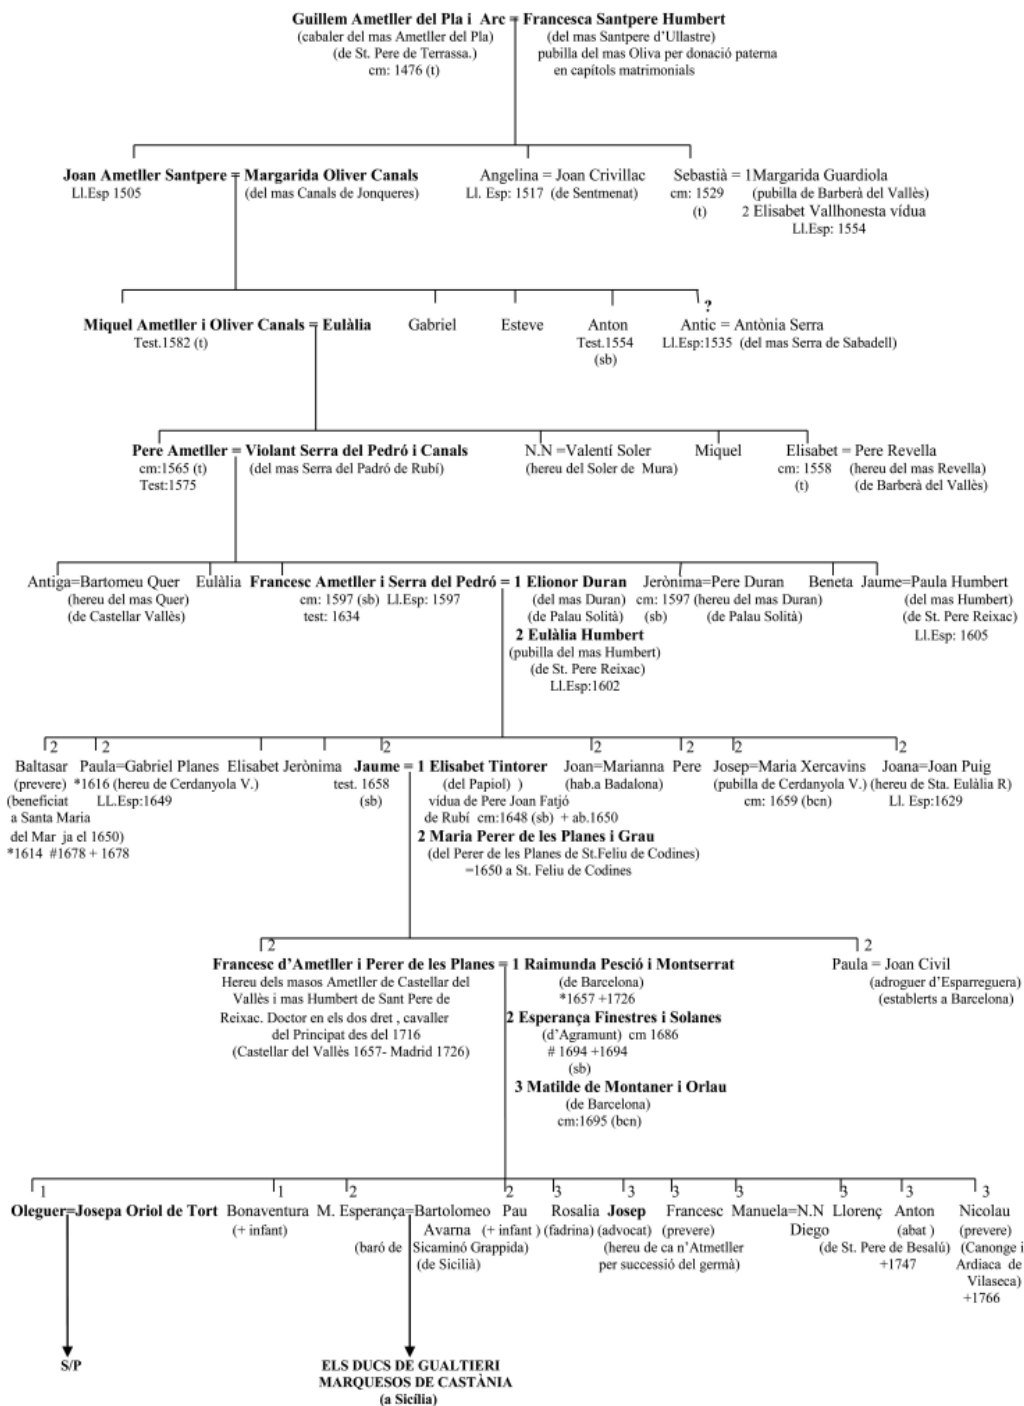 Guillem Ametller del Pla i Arc = Francesca Santpere Humbert
(cabaler del mas Ametller del Pla) (del mas Santpere d'Ullastre)
(de St. Pere de Terrassa.) pubilla del mas Oliva per donació paterna
cm: 1476 (t) en capítols matrimonials
Joan Ametller Santpere = Margarida Oliver Canals Angelina = Joan Crivillac Sebastià = 1Margarida Guardiola
Ll.Esp 1505 (del mas Canals de Jonqueres) Ll. Esp: 1517 (de Sentmenat) cm: 1529 (pubilla de Barberà del Vallès)
(t) 2 Elisabet Vallhonesta vídua
Ll.Esp: 1554
?
Miquel Ametller i Oliver Canals = Eulàlia Gabriel Esteve Anton Antic = Antònia Serra
Test.1582 (t) Test.1554 Ll.Esp:1535 (del mas Serra de Sabadell)
(sb)
Pere Ametller = Violant Serra del Pedró i Canals N.N =Valentí Soler Miquel Elisabet = Pere Revella
cm:1565 (t) (del mas Serra del Padró de Rubí) (hereu del Soler de Mura) cm: 1558 (hereu del mas Revella)
Test:1575 (t) (de Barberà del Vallès)
Antiga=Bartomeu Quer Eulàlia Francesc Ametller i Serra del Pedró = 1 Elionor Duran Jerònima=Pere Duran Beneta Jaume=Paula Humbert
(hereu del mas Quer) cm: 1597 (sb) Ll.Esp: 1597 (del mas Duran) cm: 1597 (hereu del mas Duran) (del mas Humbert)
(de Castellar Vallès) test: 1634 (de Palau Solità) (sb) (de Palau Solità) (de St. Pere Reixac)
2 Eulàlia Humbert Ll.Esp: 1605
(pubilla del mas Humbert)
(de St. Pere Reixac)
Ll.Esp:1602
2 2 2 2 2 2 2
Baltasar Paula=Gabriel Planes Elisabet Jerònima Jaume = 1 Elisabet Tintorer Joan=Marianna Pere Josep=Maria Xercavins Joana=Joan Puig
(prevere) *1616 (hereu de Cerdanyola V.) test. 1658 (del Papiol) ) (hab.a Badalona) (pubilla de Cerdanyola V.) (hereu de Sta. Eulàlia R)
(beneficiat LL.Esp:1649 (sb) vídua de Pere Joan Fatjó cm: 1659 (bcn) Ll. Esp: 1629
a Santa Maria de Rubí cm:1648 (sb) + ab.1650
del Mar ja el 1650) 2 Maria Perer de les Planes i Grau
*1614 #1678 + 1678 (del Perer de les Planes de St.Feliu de Codines)
=1650 a St. Feliu de Codines
2 2
Francesc d'Ametller i Perer de les Planes = 1 Raimunda Pesció i Montserrat Paula = Joan Civil
Hereu dels masos Ametller de Castellar del (de Barcelona) (adroguer d'Esparreguera)
Vallès i mas Humbert de Sant Pere de *1657 +1726 (establerts a Barcelona)
Reixac. Doctor en els dos dret , cavaller 2 Esperança Finestres i Solanes
del Principat des del 1716 (d'Agramunt) cm 1686
(Castellar del Vallès 1657- Madrid 1726) # 1694 +1694
(sb)
3 Matilde de Montaner i Orlau
(de Barcelona)
cm:1695 (bcn)
1 1 2 2 3 3 3 3 3 3
Oleguer=Josepa Oriol de Tort Bonaventura M. Esperança=Bartolomeo Pau Rosalia Josep Francesc Manuela=N.N Llorenç Anton Nicolau
(+ infant) Avarna (+ infant ) (fadrina) (advocat) (prevere) Diego (abat ) (prevere)
(baró de Sicaminó Grappida) (hereu de ca n'Atmetller (de St. Pere de Besalú) (Canonge i
(de Sicilià) per successió del germà) +1747 Ardiaca de
Vilaseca)
+1766
S/P ELS DUCS DE GUALTIERI
MARQUESOS DE CASTÀNIA
(a Sicília)